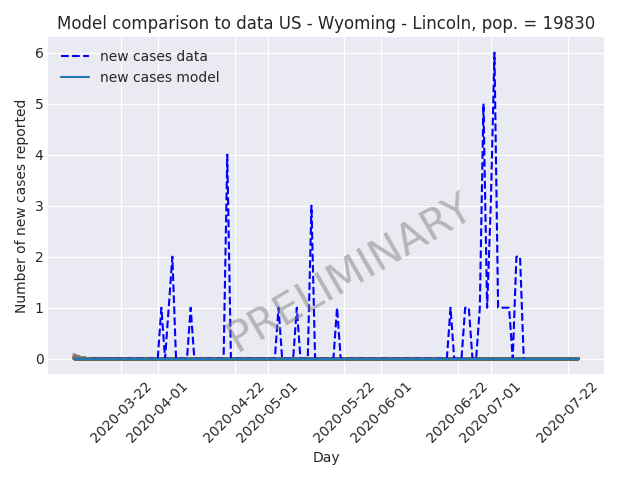 Model comparison to data US - Wyoming - Lincoln, pop. = 19830
new cases data
new cases model
Number of new cases reported
6
5
4
3
2
1
0
PRELIMINARY
2020-03-22
2020-04-01
2020-04-22
2020-05-01
2020-05-22
2020-06-01
2020-06-22
2020-07-01
2020-07-22
Day